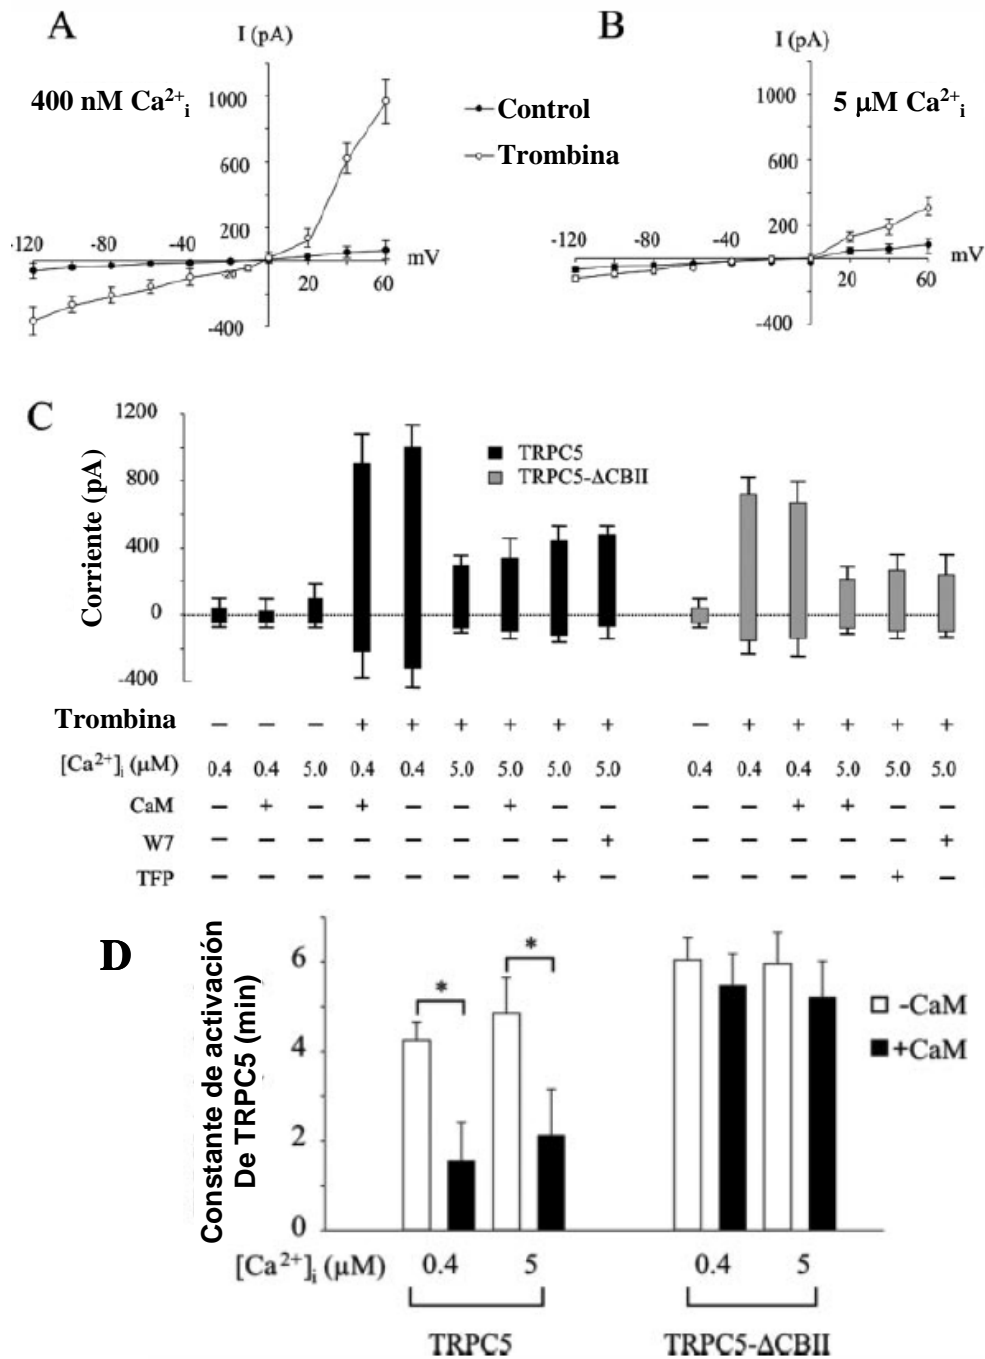 A
I (pA)
400 nM Ca²⁺ᵢ
1000
600
200
-120
-80
-40
-20
20
60
mV
-400
Control
Trombina
B
I (pA)
5 μM Ca²⁺ᵢ
1000
600
200
-120
-80
-40
20
60
mV
-400
C
Corriente (pA)
1200
800
400
0
-400
TRPC5
TRPC5-ΔCBII
Trombina − − − + + + + + + − + + + + +
[Ca²⁺]ᵢ (μM) 0.4 0.4 5.0 0.4 0.4 5.0 5.0 5.0 5.0 0.4 0.4 0.4 5.0 5.0 5.0
CaM − + − + − − + − − − − + + − −
W7 − − − − − − − − + − − − − − +
TFP − − − − − − − + − − − − − + −
D
Constante de activación
De TRPC5 (min)
6
4
2
0
*
*
-CaM
+CaM
[Ca²⁺]ᵢ (μM) 0.4 5 0.4 5
TRPC5 TRPC5-ΔCBII